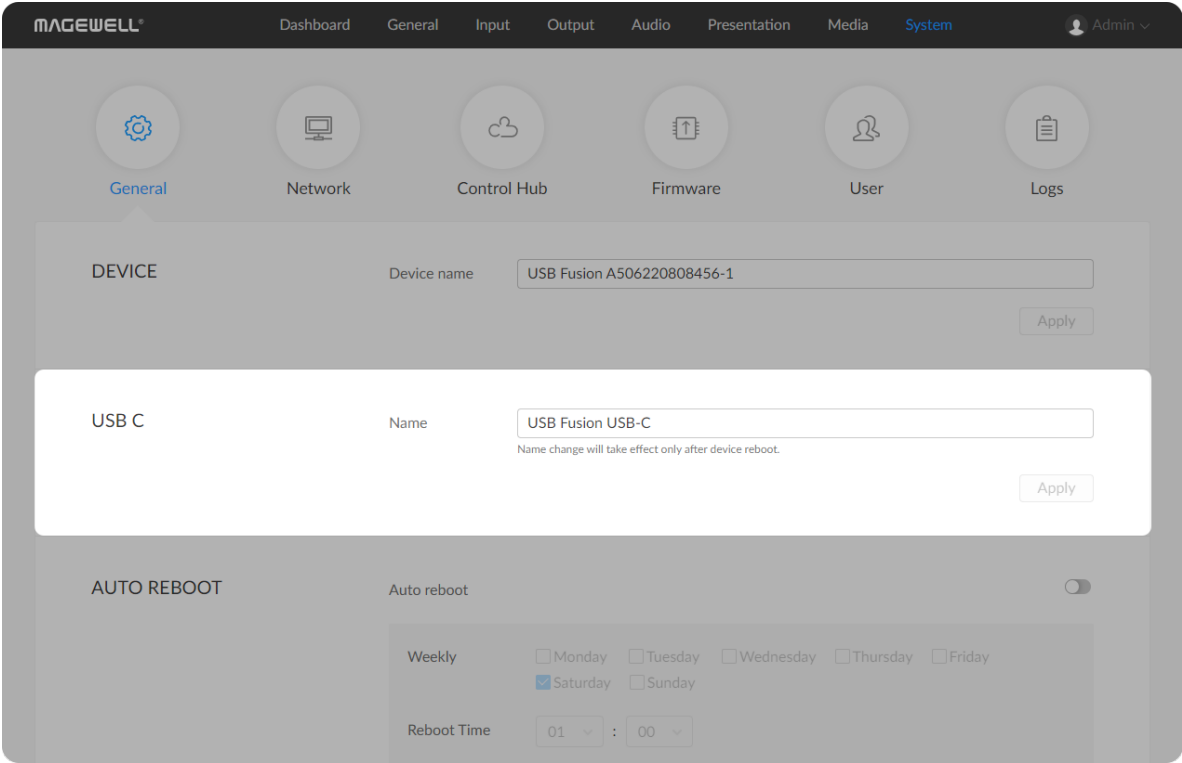 MAGEWELL® Dashboard General Input Output Audio Presentation Media System Admin
General Network Control Hub Firmware User Logs
DEVICE Device name USB Fusion A506220808456-1
Apply
USB C Name USB Fusion USB-C
Name change will take effect only after device reboot.
Apply
AUTO REBOOT Auto reboot
Weekly Monday Tuesday Wednesday Thursday Friday
Saturday Sunday
Reboot Time 01 : 00